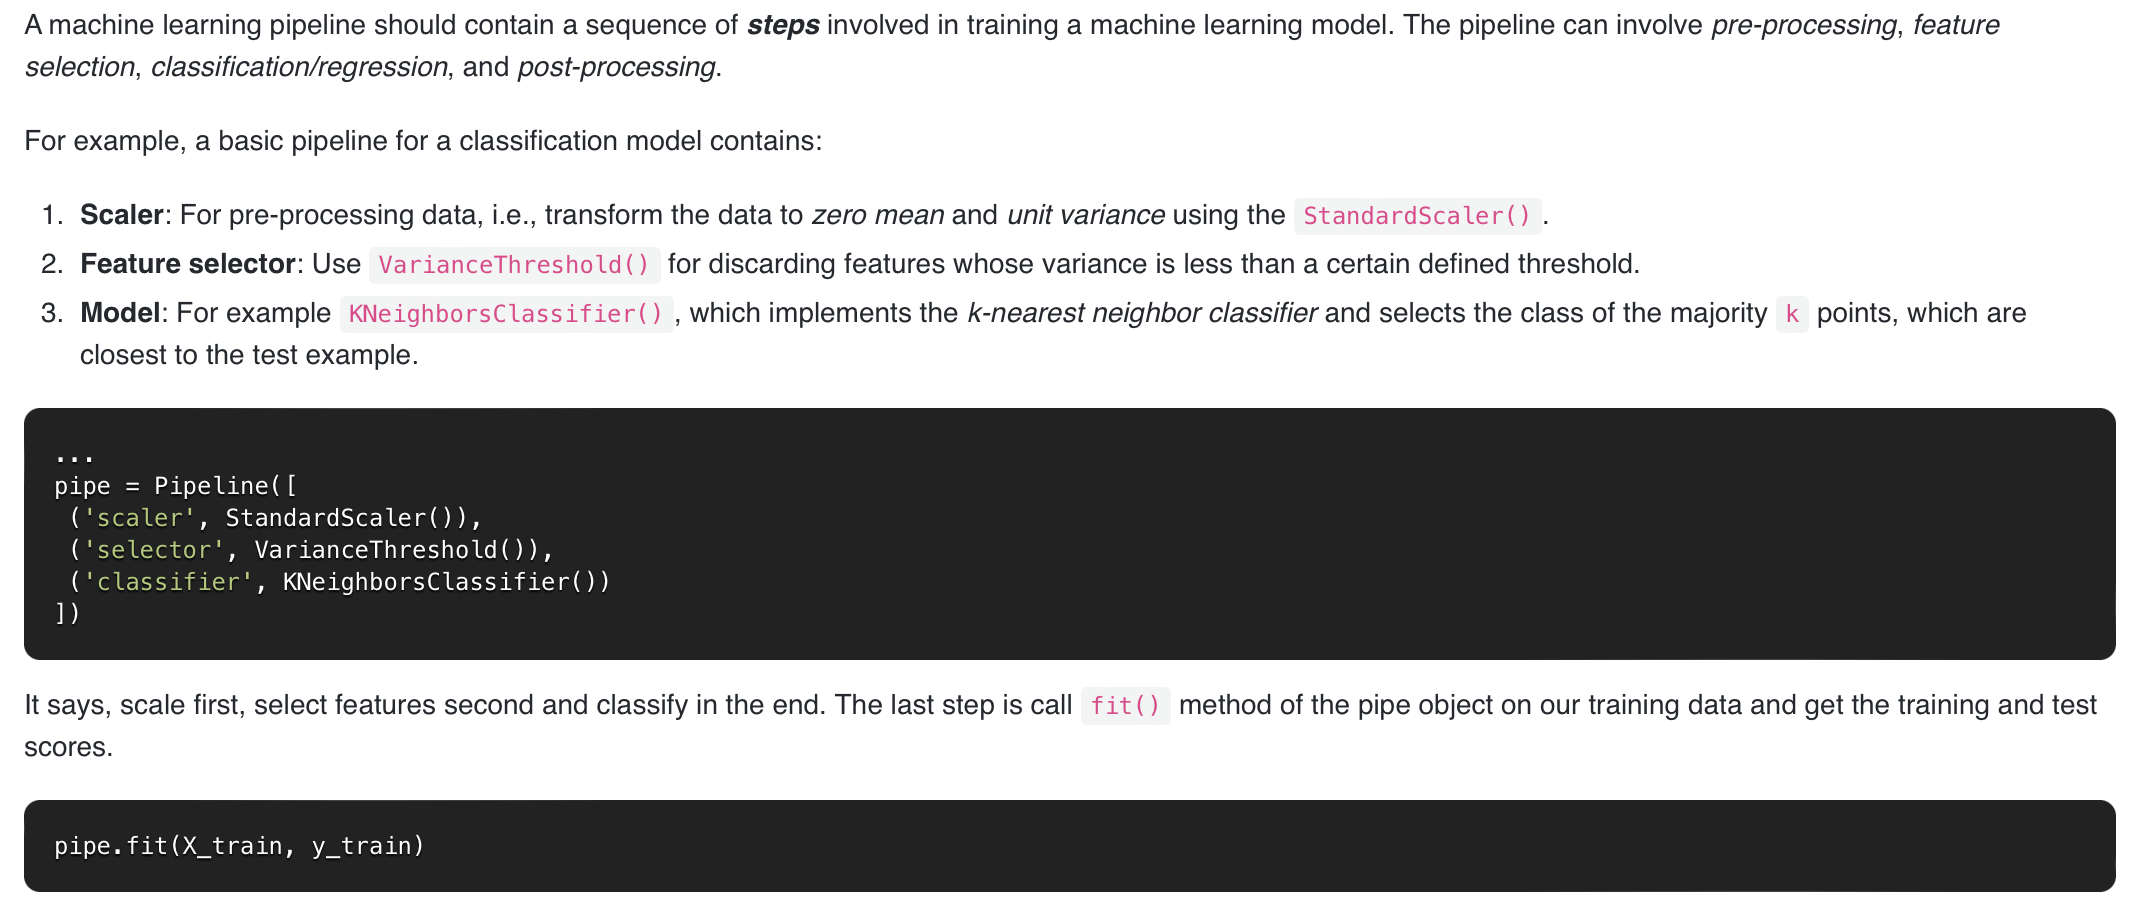 A machine learning pipeline should contain a sequence of steps involved in training a machine learning model. The pipeline can involve pre-processing, feature
selection, classification/regression, and post-processing.
For example, a basic pipeline for a classification model contains:
1. Scaler: For pre-processing data, i.e., transform the data to zero mean and unit variance using the StandardScaler() .
2. Feature selector: Use VarianceThreshold() for discarding features whose variance is less than a certain defined threshold.
3. Model: For example KNeighborsClassifier() , which implements the k-nearest neighbor classifier and selects the class of the majority k points, which are
closest to the test example.
...
pipe = Pipeline([
 ('scaler', StandardScaler()),
 ('selector', VarianceThreshold()),
 ('classifier', KNeighborsClassifier())
])
It says, scale first, select features second and classify in the end. The last step is call fit() method of the pipe object on our training data and get the training and test
scores.
pipe.fit(X_train, y_train)